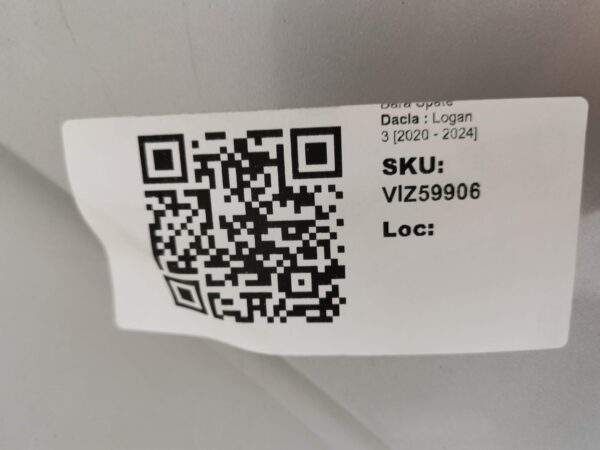 Bara Spate
Dacia : Logan
3 [2020 - 2024]
SKU:
VIZ59906
Loc: